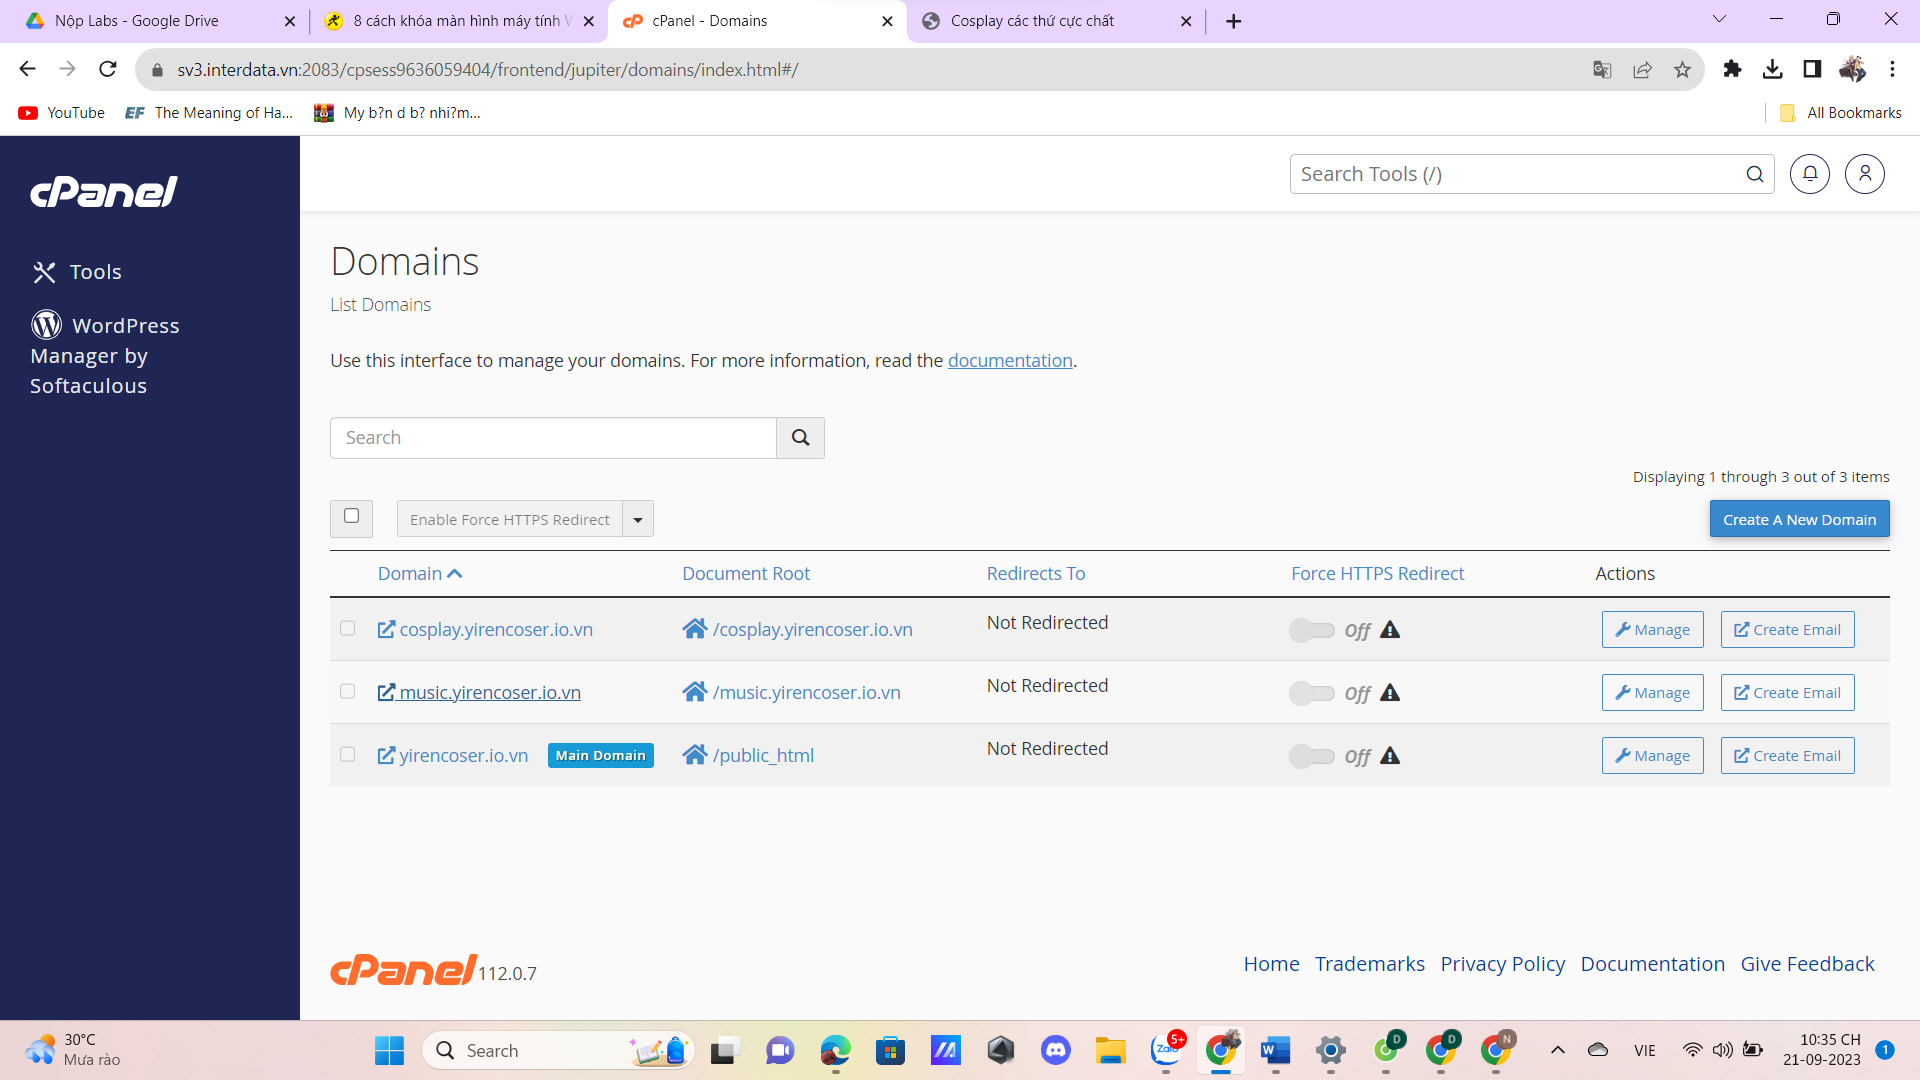 Nộp Labs - Google Drive
8 cách khóa màn hình máy tính
cPanel - Domains
Cosplay các thứ cực chất
sv3.interdata.vn:2083/cpsess9636059404/frontend/jupiter/domains/index.html#/
YouTube
EF The Meaning of Ha...
My b?n d b? nhi?m...
All Bookmarks
cPanel
Search Tools (/)
Tools
WordPress
Manager by
Softaculous
Domains
List Domains
Use this interface to manage your domains. For more information, read the documentation.
Search
Displaying 1 through 3 out of 3 items
Enable Force HTTPS Redirect
Create A New Domain
Domain Document Root Redirects To Force HTTPS Redirect Actions
cosplay.yirencoser.io.vn /cosplay.yirencoser.io.vn Not Redirected Off Manage Create Email
music.yirencoser.io.vn /music.yirencoser.io.vn Not Redirected Off Manage Create Email
yirencoser.io.vn Main Domain /public_html Not Redirected Off Manage Create Email
cPanel 112.0.7
Home Trademarks Privacy Policy Documentation Give Feedback
30°C
Mưa rào
Search
Zalo 5+
D
D
N
VIE
10:35 CH
21-09-2023
1